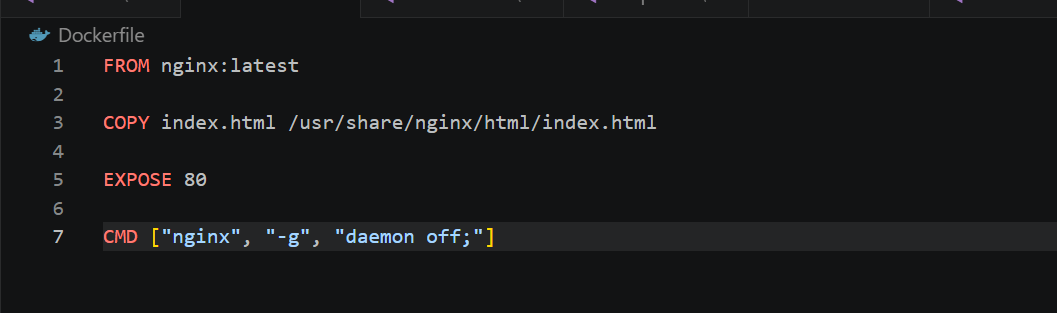 Dockerfile
1 FROM nginx:latest
2
3 COPY index.html /usr/share/nginx/html/index.html
4
5 EXPOSE 80
6
7 CMD ["nginx", "-g", "daemon off;"]